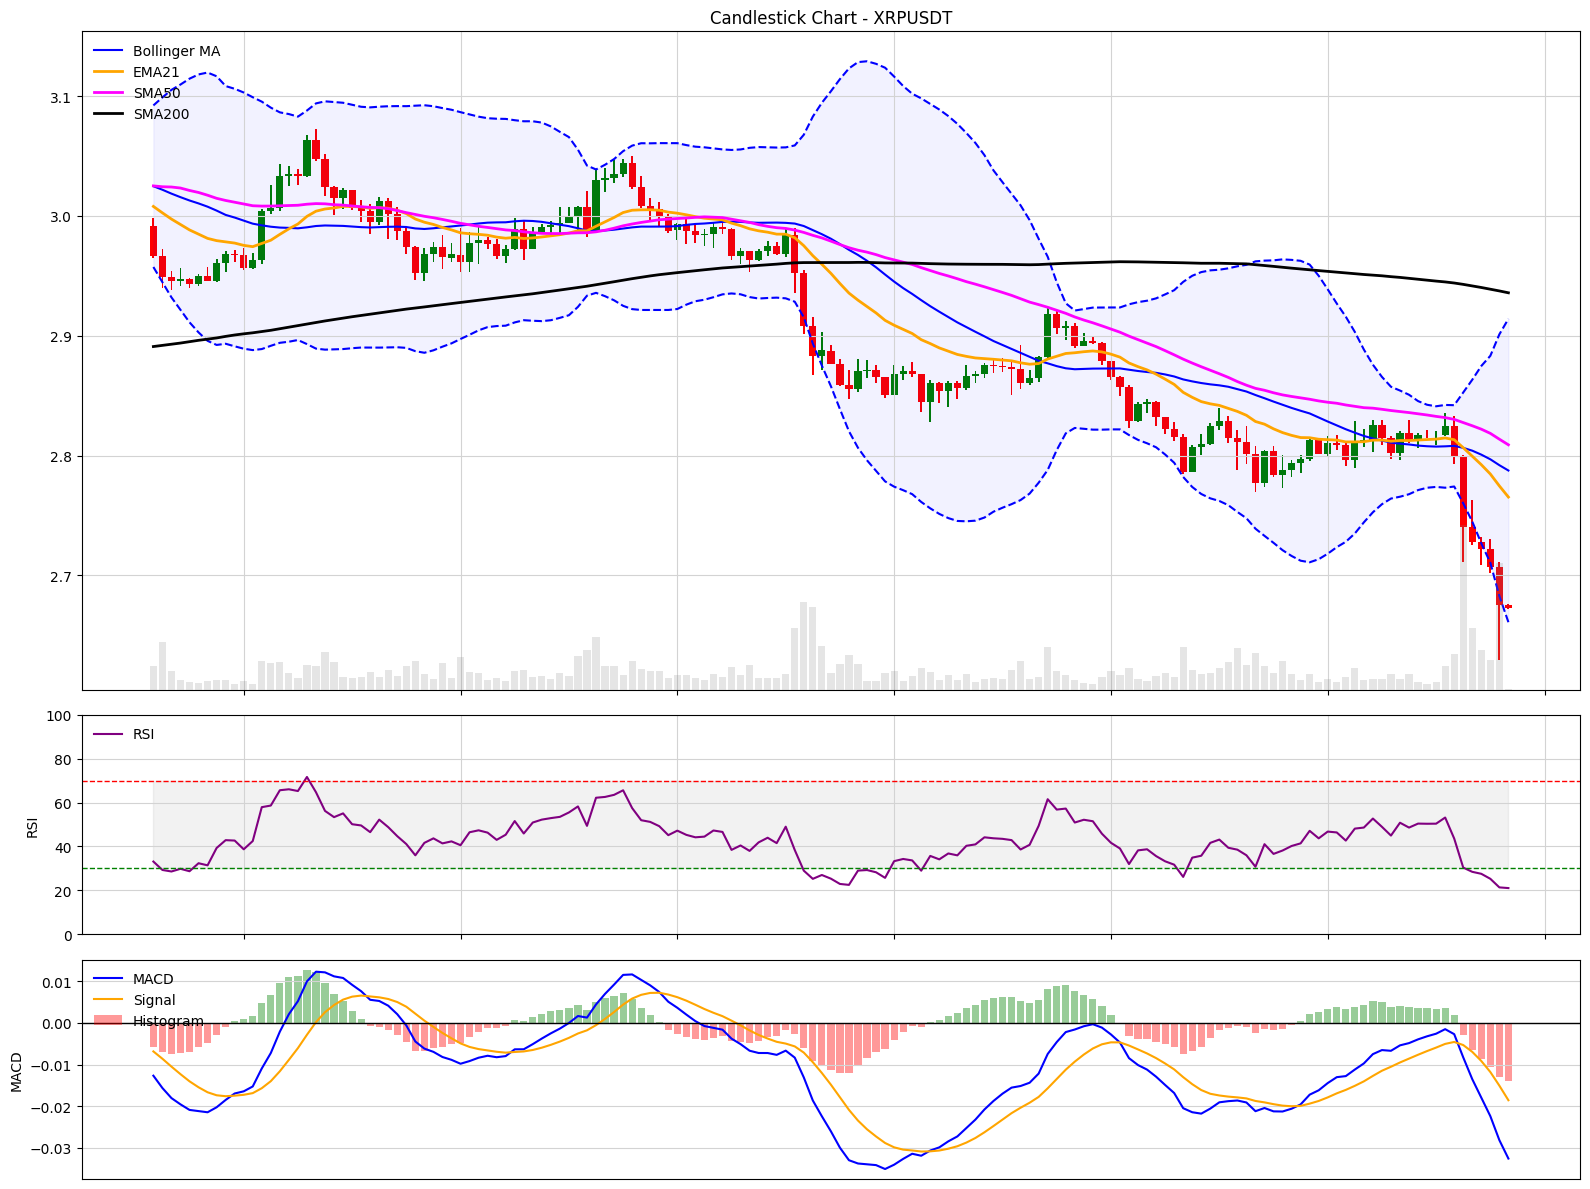 Candlestick Chart - XRPUSDT
Bollinger MA
EMA21
SMA50
SMA200
3.1
3.0
2.9
2.8
2.7
RSI
100
80
60
40
20
0
RSI
MACD
Signal
Histogram
0.01
0.00
−0.01
−0.02
−0.03
MACD